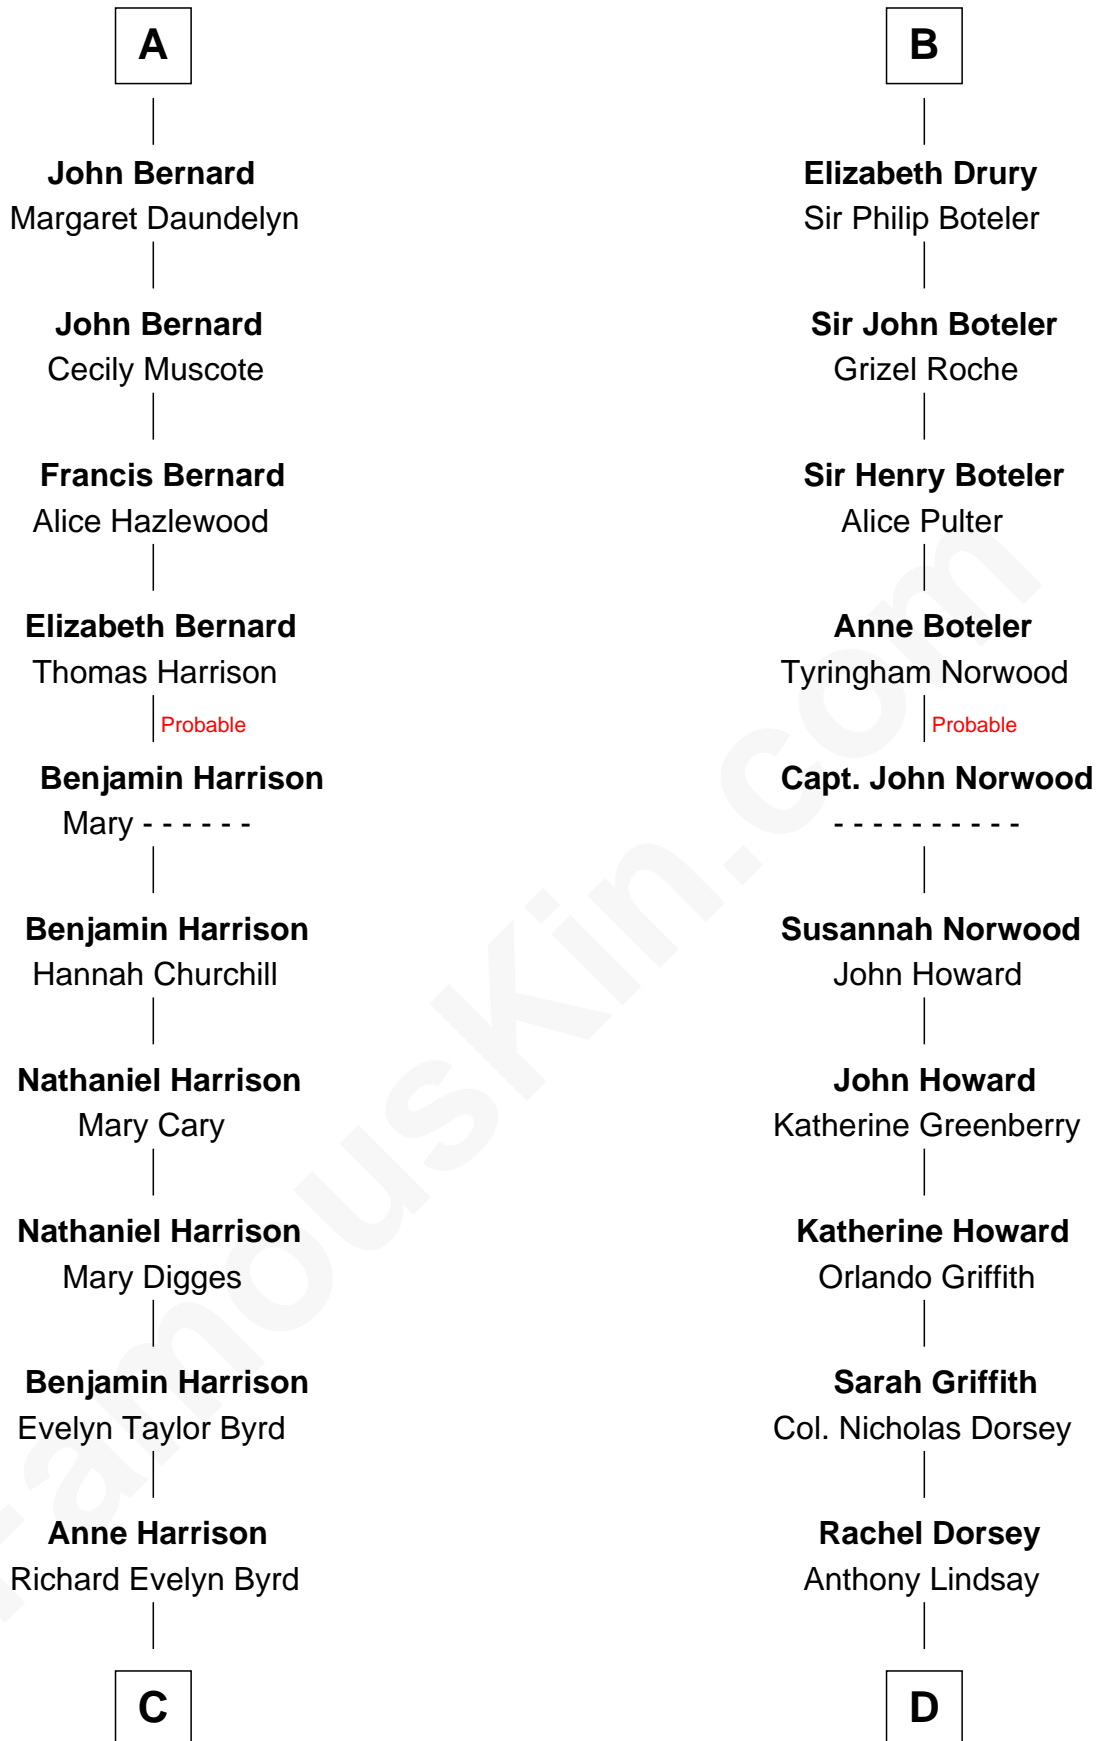 A
John Bernard
Margaret Daundelyn
John Bernard
Cecily Muscote
Francis Bernard
Alice Hazlewood
Elizabeth Bernard
Thomas Harrison
Probable
Benjamin Harrison
Mary - - - - - -
Benjamin Harrison
Hannah Churchill
Nathaniel Harrison
Mary Cary
Nathaniel Harrison
Mary Digges
Benjamin Harrison
Evelyn Taylor Byrd
Anne Harrison
Richard Evelyn Byrd
C
B
Elizabeth Drury
Sir Philip Boteler
Sir John Boteler
Grizel Roche
Sir Henry Boteler
Alice Pulter
Anne Boteler
Tyringham Norwood
Probable
Capt. John Norwood
- - - - - - - - - -
Susannah Norwood
John Howard
John Howard
Katherine Greenberry
Katherine Howard
Orlando Griffith
Sarah Griffith
Col. Nicholas Dorsey
Rachel Dorsey
Anthony Lindsay
D
FamousKin.com